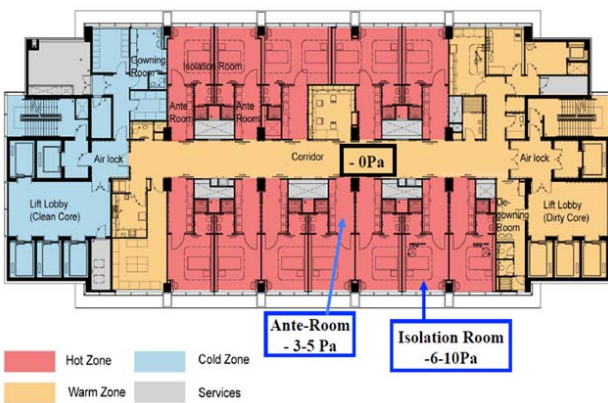 Gowning
Room
Isolation Room
Ante
Room
Ante
Room
Air lock
Corridor
- 0Pa
Air lock
Lift Lobby
(Clean Core)
De-
gowning
Room
Lift Lobby
(Dirty Core)
Ante-Room
- 3-5 Pa
Isolation Room
-6-10Pa
Hot Zone
Cold Zone
Warm Zone
Services